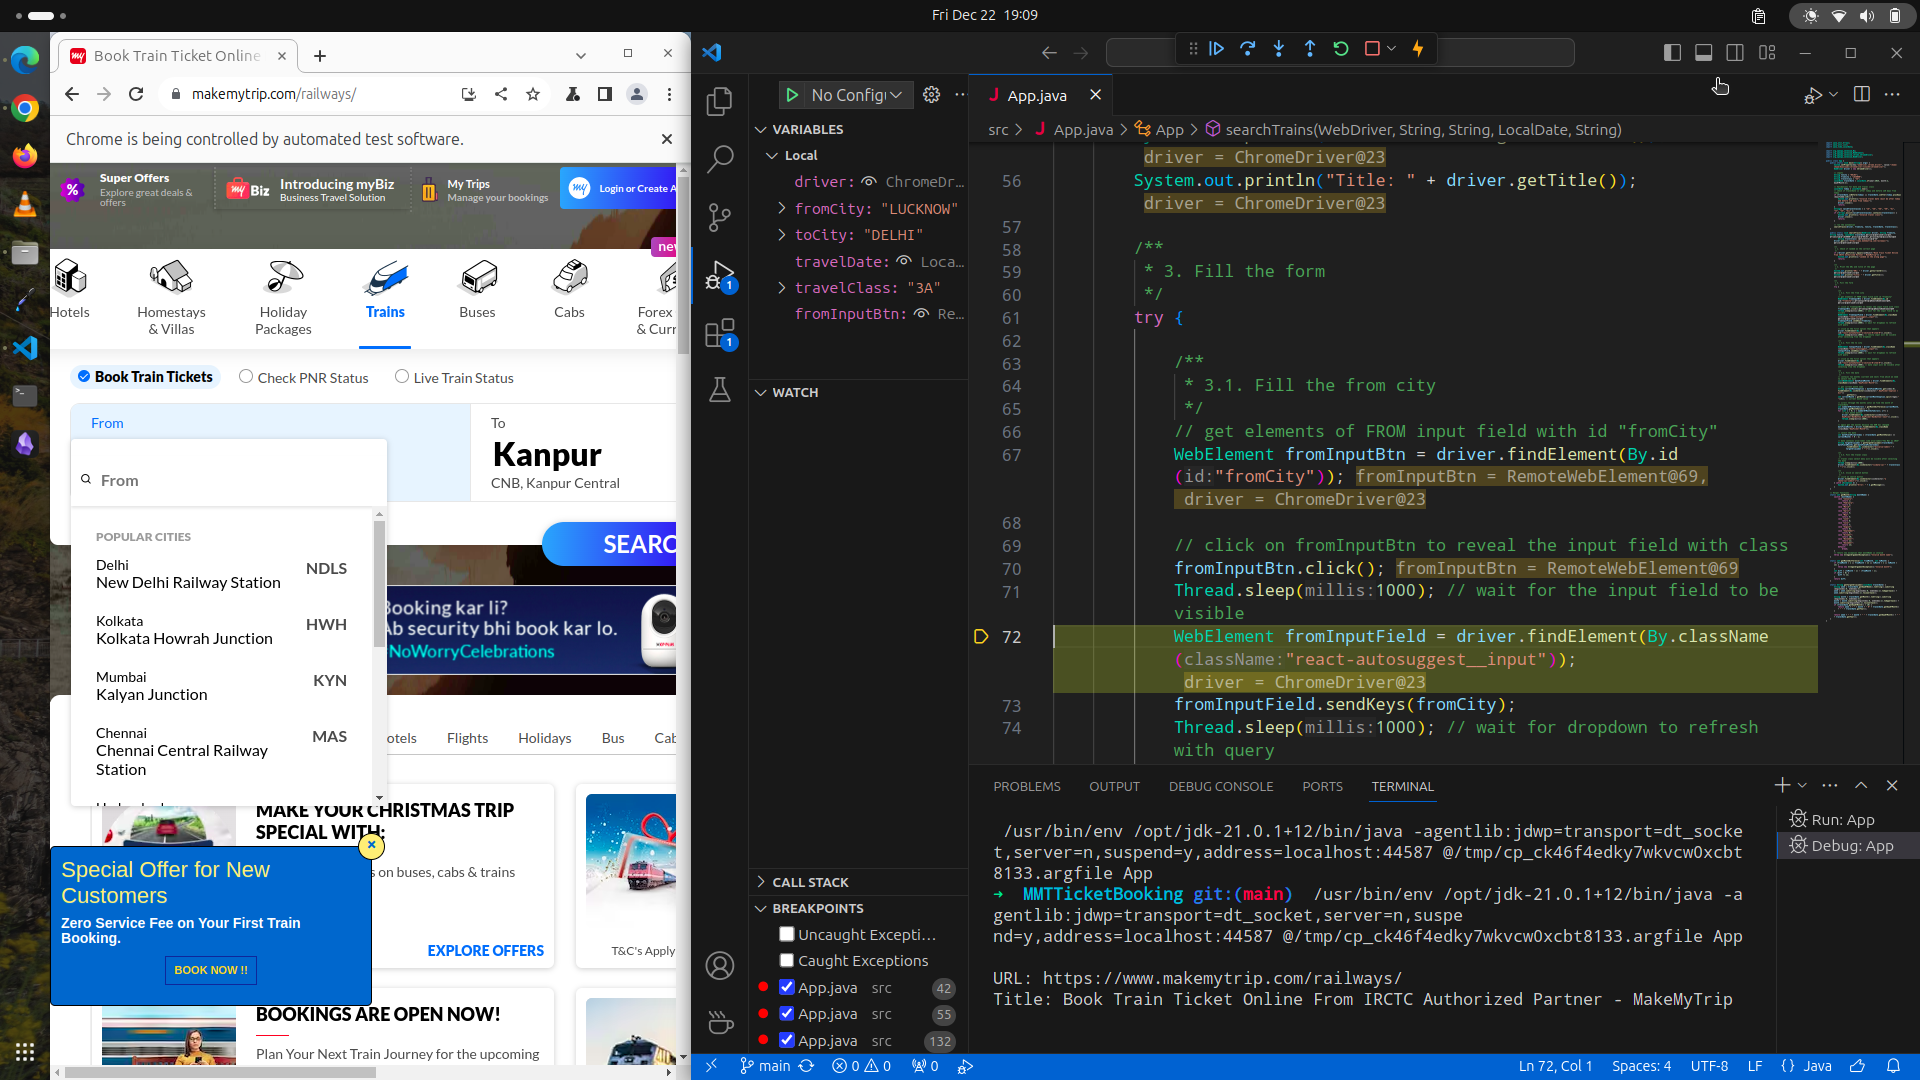 Fri Dec 22 19:09
Book Train Ticket Online
makemytrip.com/railways/
Chrome is being controlled by automated test software.
Super Offers
Explore great deals &
offers
my Biz
Introducing myBiz
Business Travel Solution
My Trips
Manage your bookings
my
Login or Create A
new
Hotels
Homestays
& Villas
Holiday
Packages
Trains
Buses
Cabs
Forex
& Curr
Book Train Tickets
Check PNR Status
Live Train Status
From
To
Kanpur
CNB, Kanpur Central
From
POPULAR CITIES
Delhi
New Delhi Railway Station
NDLS
Kolkata
Kolkata Howrah Junction
HWH
Mumbai
Kalyan Junction
KYN
Chennai
Chennai Central Railway
Station
MAS
SEARC
Booking kar li?
Ab security bhi book kar lo.
NoWorryCelebrations
otels
Flights
Holidays
Bus
Cab
MAKE YOUR CHRISTMAS TRIP
SPECIAL WITH:
s on buses, cabs & trains
EXPLORE OFFERS
T&C's Apply
Special Offer for New
Customers
Zero Service Fee on Your First Train
Booking.
BOOK NOW !!
BOOKINGS ARE OPEN NOW!
Plan Your Next Train Journey for the upcoming
No Config
VARIABLES
Local
driver: ChromeDr...
fromCity: "LUCKNOW"
toCity: "DELHI"
travelDate: Loca...
travelClass: "3A"
fromInputBtn: Re...
WATCH
CALL STACK
BREAKPOINTS
Uncaught Excepti...
Caught Exceptions
App.java src 42
App.java src 55
App.java src 132
1
1
App.java
src > App.java > App > searchTrains(WebDriver, String, String, LocalDate, String)
driver = ChromeDriver@23
56 System.out.println("Title: " + driver.getTitle());
driver = ChromeDriver@23
57
58 /**
59 * 3. Fill the form
60 */
61 try {
62
63 /**
64 * 3.1. Fill the from city
65 */
66 // get elements of FROM input field with id "fromCity"
67 WebElement fromInputBtn = driver.findElement(By.id
(id:"fromCity")); fromInputBtn = RemoteWebElement@69,
driver = ChromeDriver@23
68
69 // click on fromInputBtn to reveal the input field with class
70 fromInputBtn.click(); fromInputBtn = RemoteWebElement@69
71 Thread.sleep(millis:1000); // wait for the input field to be
visible
72 WebElement fromInputField = driver.findElement(By.className
(className:"react-autosuggest__input"));
driver = ChromeDriver@23
73 fromInputField.sendKeys(fromCity);
74 Thread.sleep(millis:1000); // wait for dropdown to refresh
with query
PROBLEMS
OUTPUT
DEBUG CONSOLE
PORTS
TERMINAL
/usr/bin/env /opt/jdk-21.0.1+12/bin/java -agentlib:jdwp=transport=dt_socke
t,server=n,suspend=y,address=localhost:44587 @/tmp/cp_ck46f4edky7wkvcw0xcbt
8133.argfile App
➜ MMTTicketBooking git:(main) /usr/bin/env /opt/jdk-21.0.1+12/bin/java -a
gentlib:jdwp=transport=dt_socket,server=n,suspe
nd=y,address=localhost:44587 @/tmp/cp_ck46f4edky7wkvcw0xcbt8133.argfile App
URL: https://www.makemytrip.com/railways/
Title: Book Train Ticket Online From IRCTC Authorized Partner - MakeMyTrip
Run: App
Debug: App
main
0 0
0
Ln 72, Col 1
Spaces: 4
UTF-8
LF
{ } Java